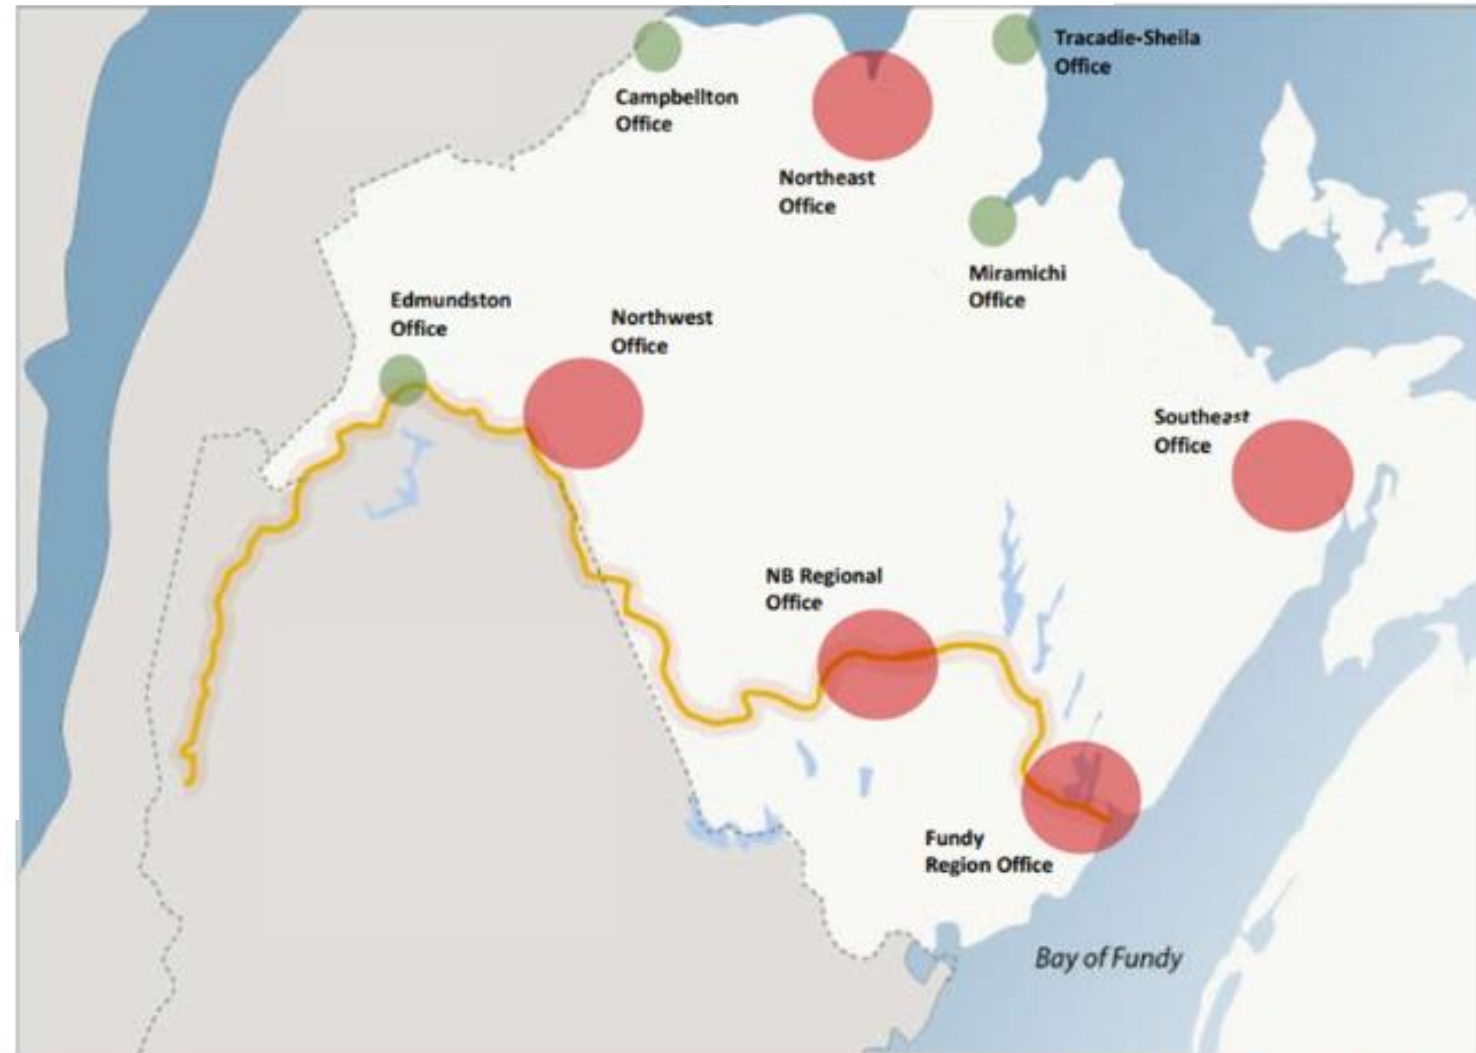 Tracadie-Sheila
Office
Campbellton
Office
Northeast
Office
Miramichi
Office
Edmundston
Office
Northwest
Office
Southeast
Office
NB Regional
Office
Fundy
Region Office
Bay of Fundy